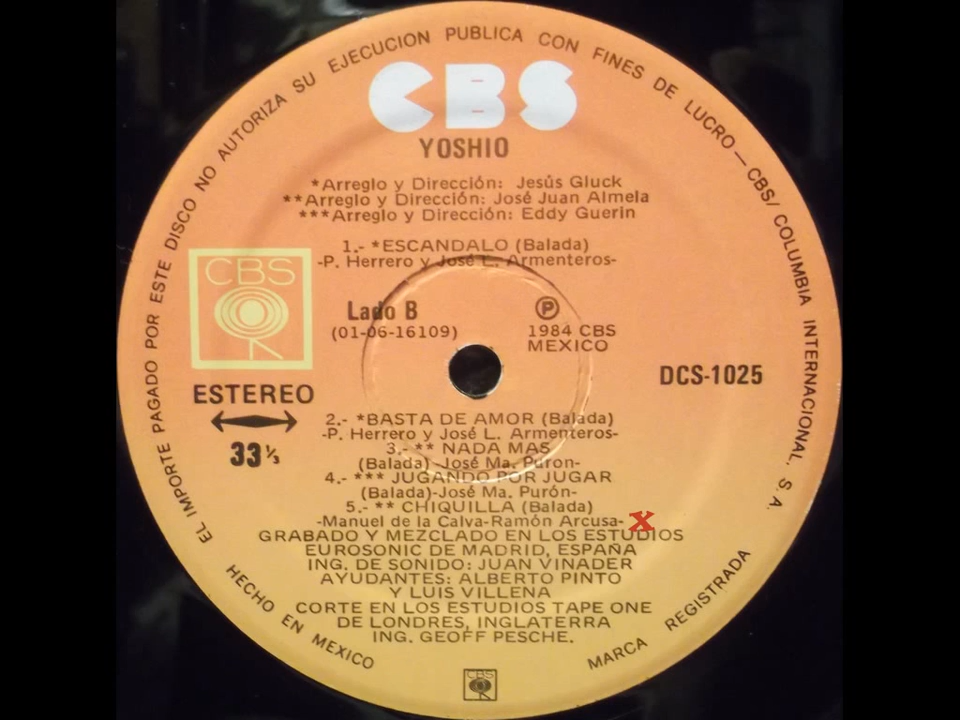 EL IMPORTE PAGADO POR ESTE DISCO NO AUTORIZA SU EJECUCION PUBLICA CON FINES DE LUCRO — CBS/ COLUMBIA INTERNACIONAL. S. A.
CBS
YOSHIO
*Arreglo y Dirección: Jesús Gluck
**Arreglo y Dirección: José Juan Almela
***Arreglo y Dirección: Eddy Guerin
1.- *ESCANDALO (Balada)
-P. Herrero y José L. Armenteros-
CBS
Lado B
(01-06-16109)
℗
1984 CBS
MEXICO
ESTEREO
33 ⅓
DCS-1025
2.- *BASTA DE AMOR (Balada)
-P. Herrero y José L. Armenteros-
3.- ** NADA MAS
(Balada)-José Ma. Puron-
4.- *** JUGANDO POR JUGAR
(Balada)-José Ma. Purón-
5.- ** CHIQUILLA (Balada)
-Manuel de la Calva-Ramón Arcusa- X
GRABADO Y MEZCLADO EN LOS ESTUDIOS
EUROSONIC DE MADRID, ESPAÑA
ING. DE SONIDO: JUAN VINADER
AYUDANTES: ALBERTO PINTO
Y LUIS VILLENA
CORTE EN LOS ESTUDIOS TAPE ONE
DE LONDRES, INGLATERRA
ING. GEOFF PESCHE.
HECHO EN MEXICO
CBS
MARCA REGISTRADA